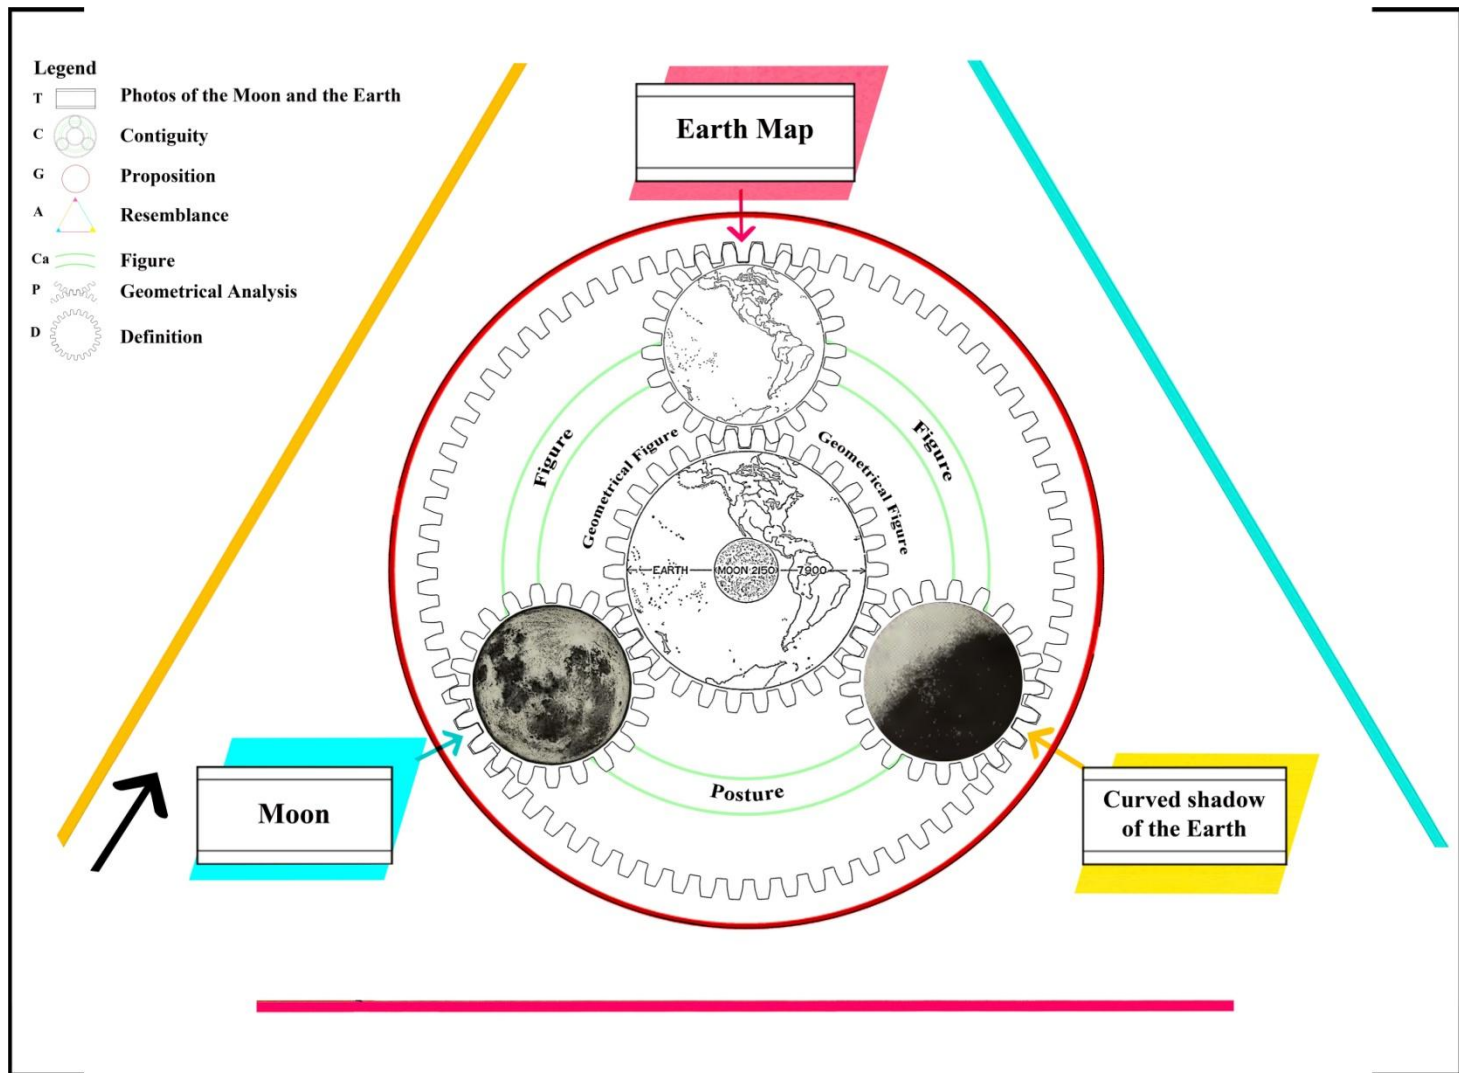 Legend
T Photos of the Moon and the Earth
C Contiguity
G Proposition
A Resemblance
Ca Figure
P Geometrical Analysis
D Definition
Earth Map
Figure
Geometrical Figure
Geometrical Figure
Figure
EARTH MOON 2150 7900
Posture
Moon
Curved shadow
of the Earth